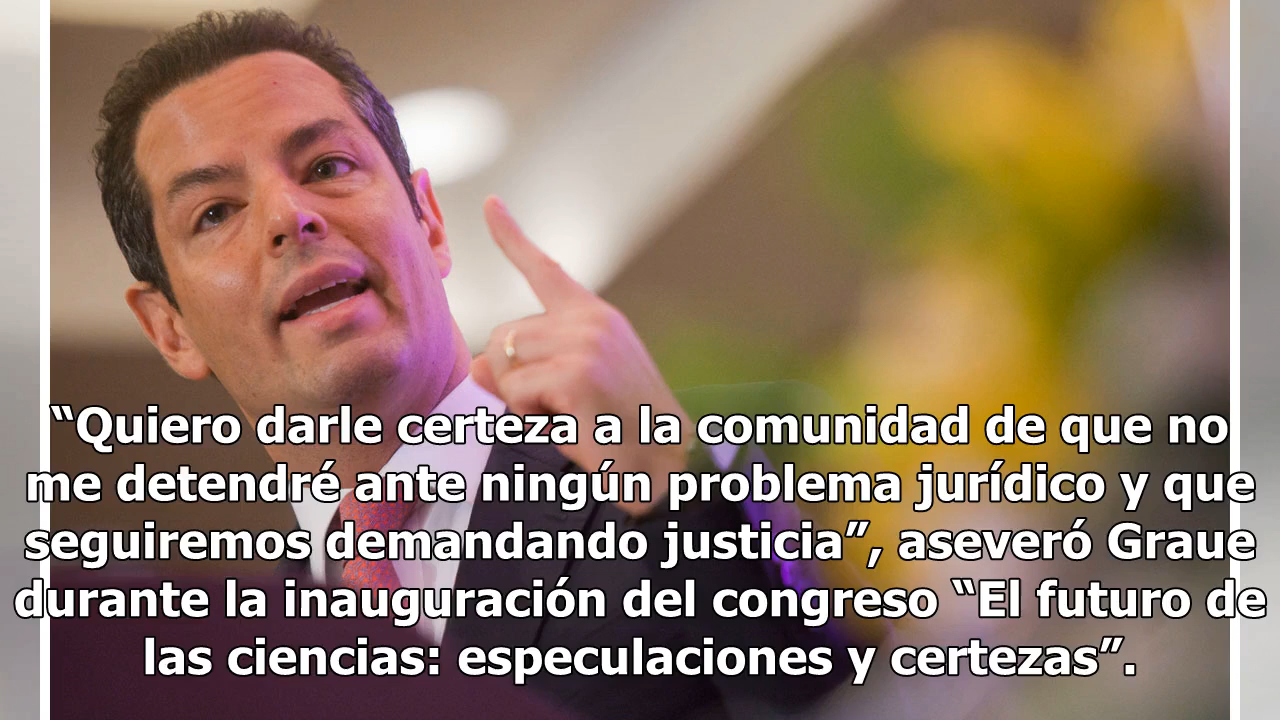 “Quiero darle certeza a la comunidad de que no
me detendré ante ningún problema jurídico y que
seguiremos demandando justicia”, aseveró Graue
durante la inauguración del congreso “El futuro de
las ciencias: especulaciones y certezas”.